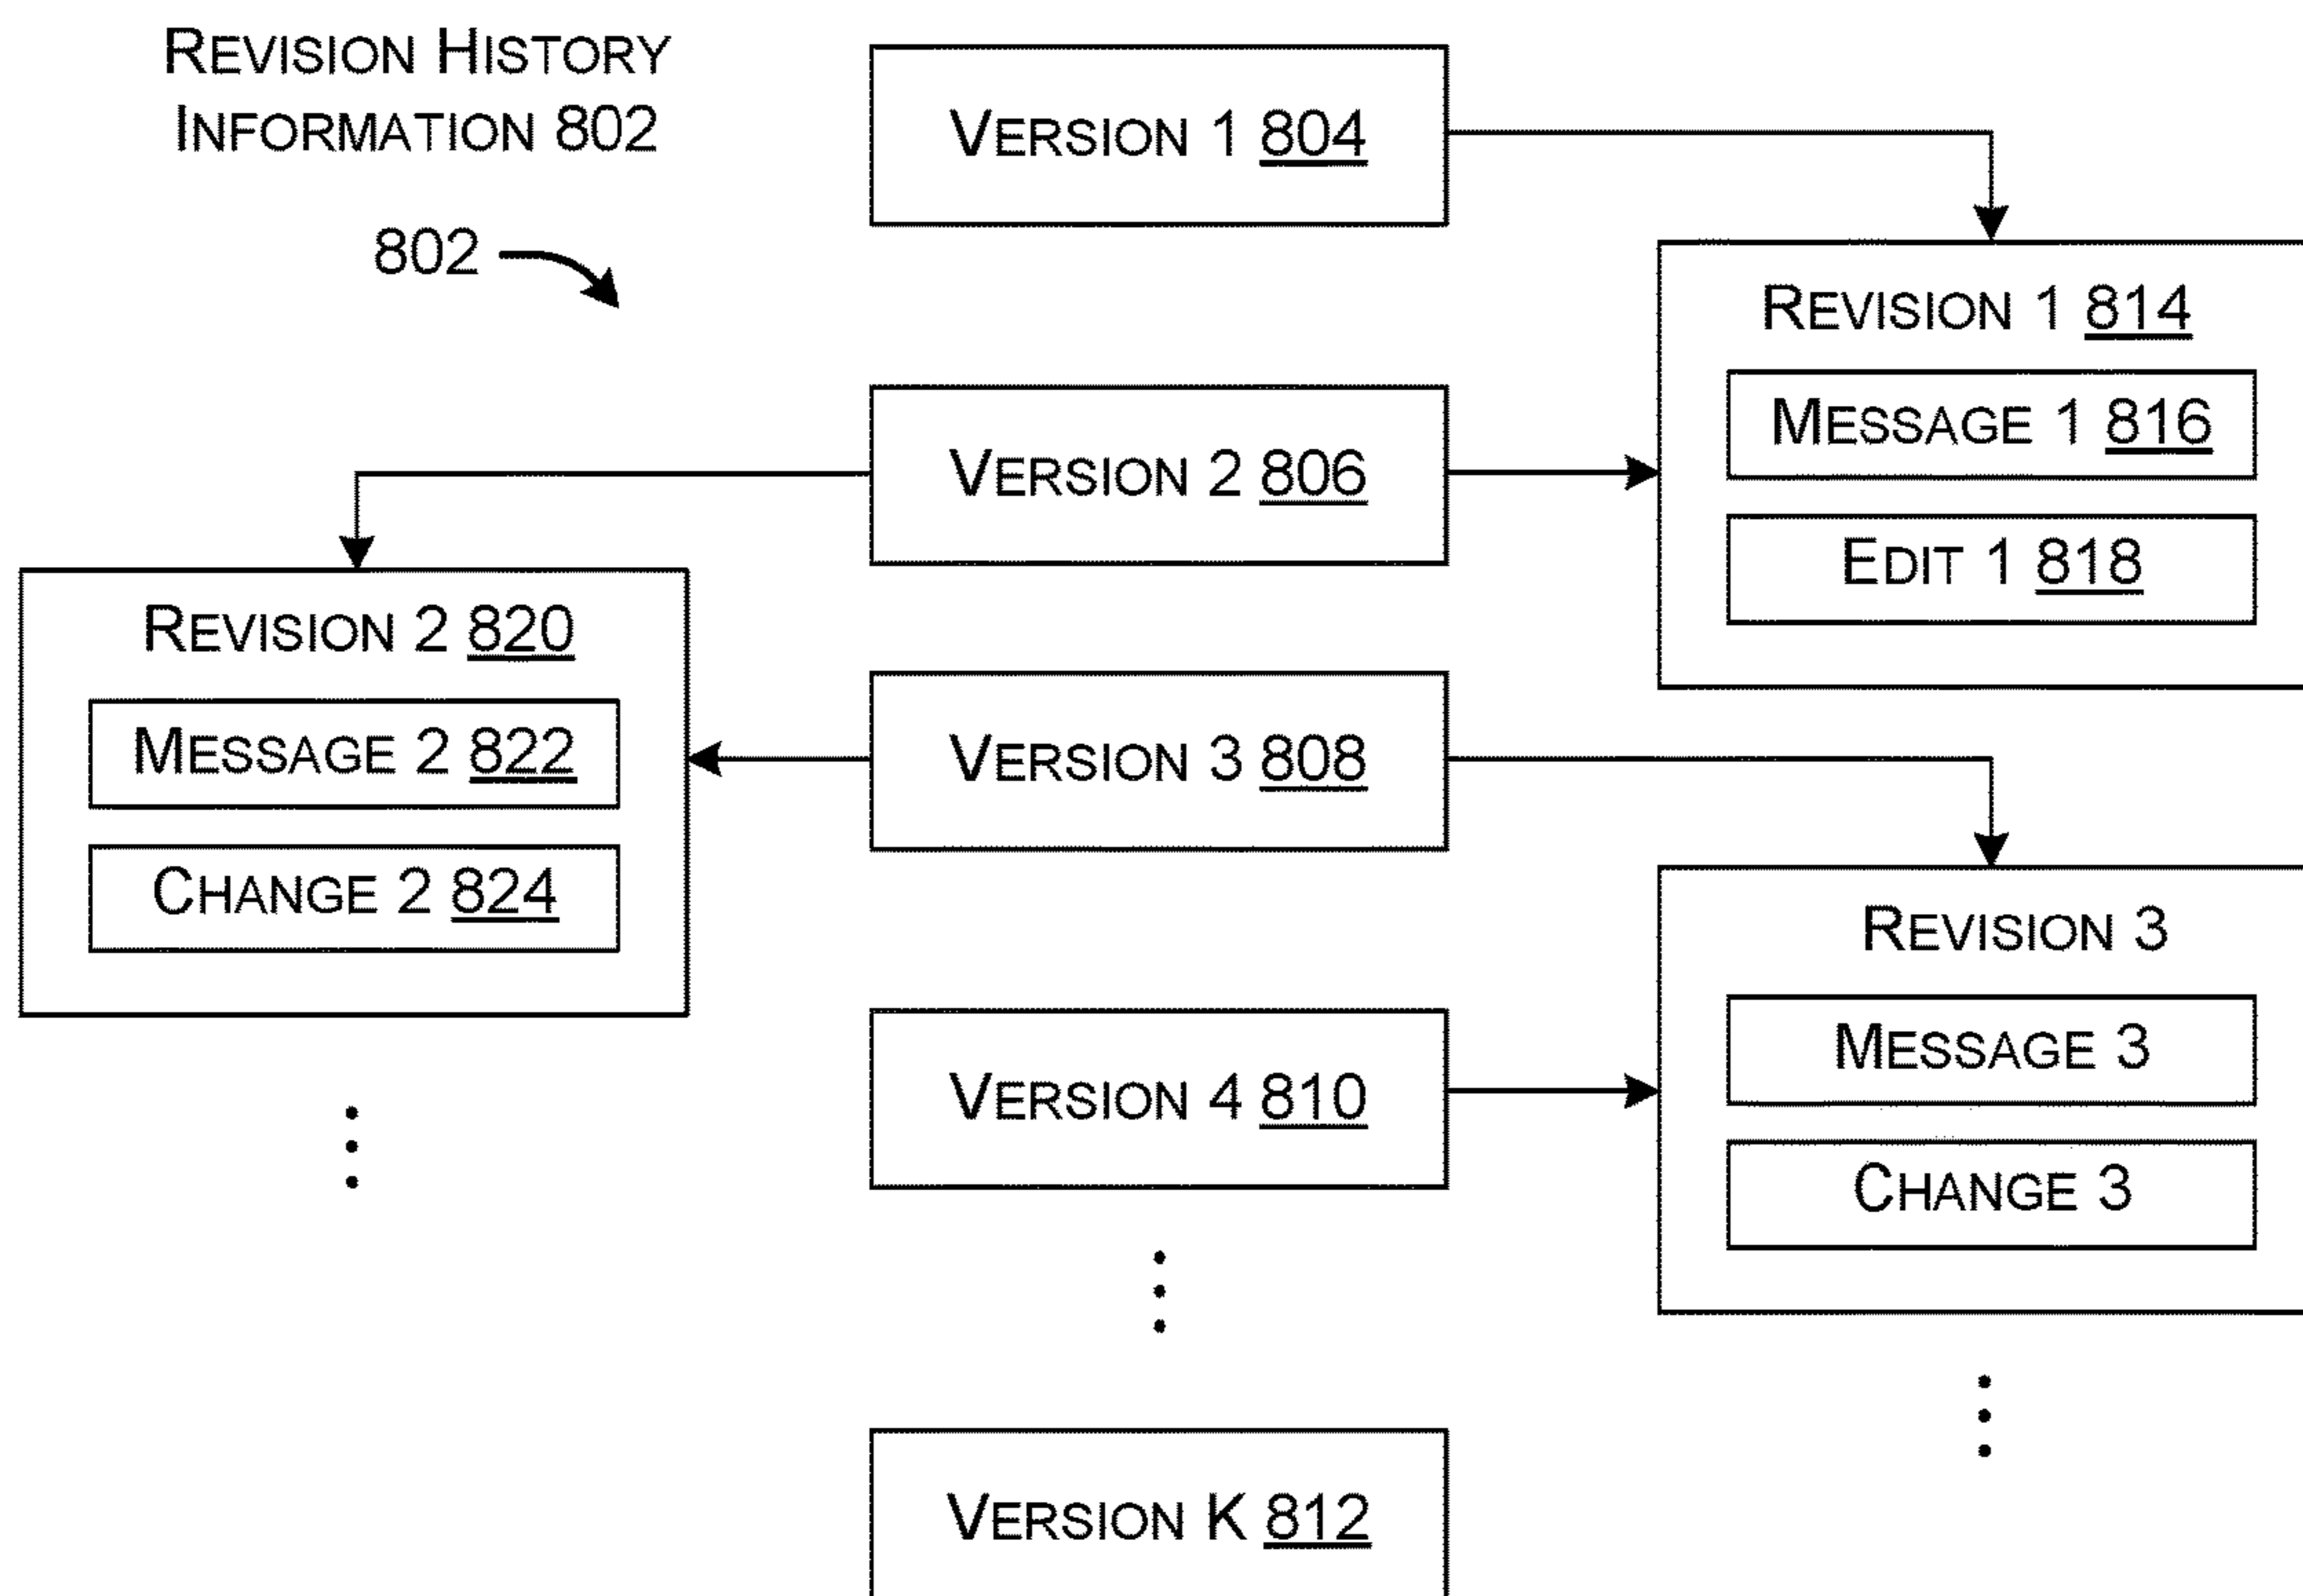 REVISION HISTORY
INFORMATION 802
802
VERSION 1 804
REVISION 1 814
MESSAGE 1 816
EDIT 1 818
VERSION 2 806
REVISION 2 820
MESSAGE 2 822
CHANGE 2 824
VERSION 3 808
REVISION 3
MESSAGE 3
CHANGE 3
VERSION 4 810
VERSION K 812